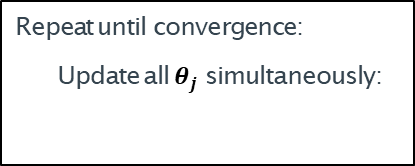 Repeat until convergence:
Update all θⱼ simultaneously: